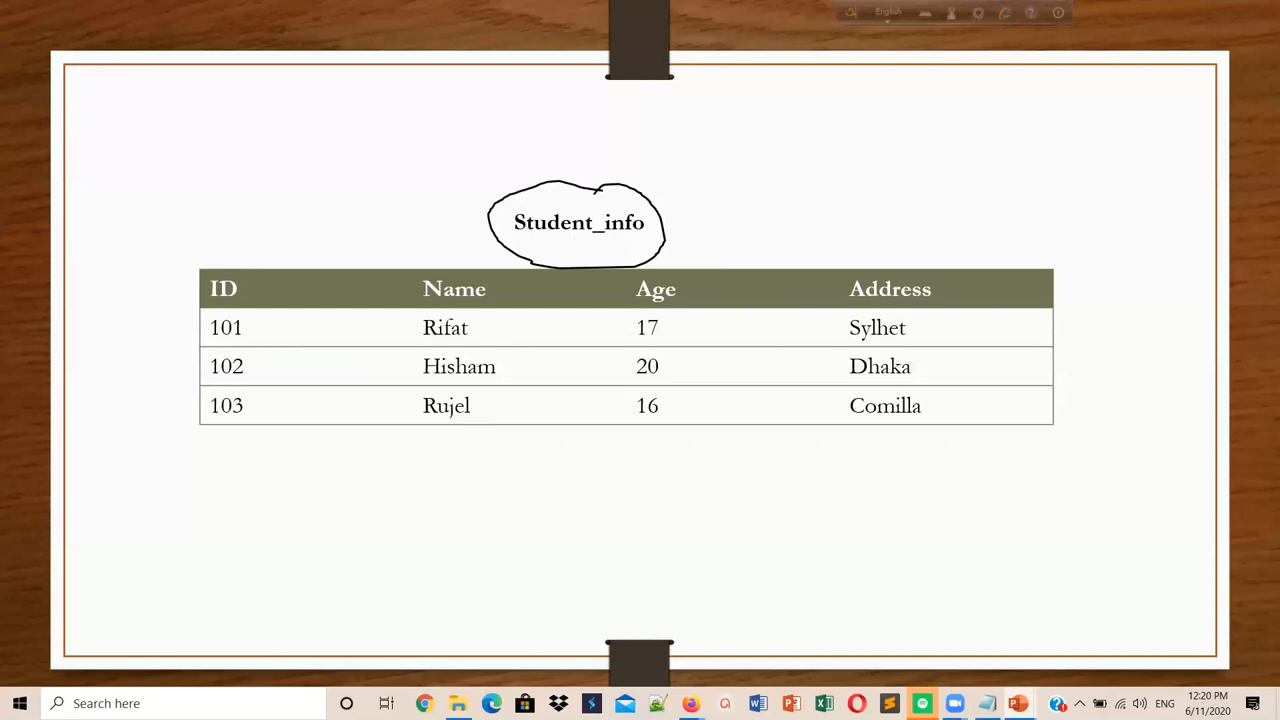 অ English
Student_info
ID Name Age Address
101 Rifat 17 Sylhet
102 Hisham 20 Dhaka
103 Rujel 16 Comilla
Search here
ENG
12:20 PM
6/11/2020